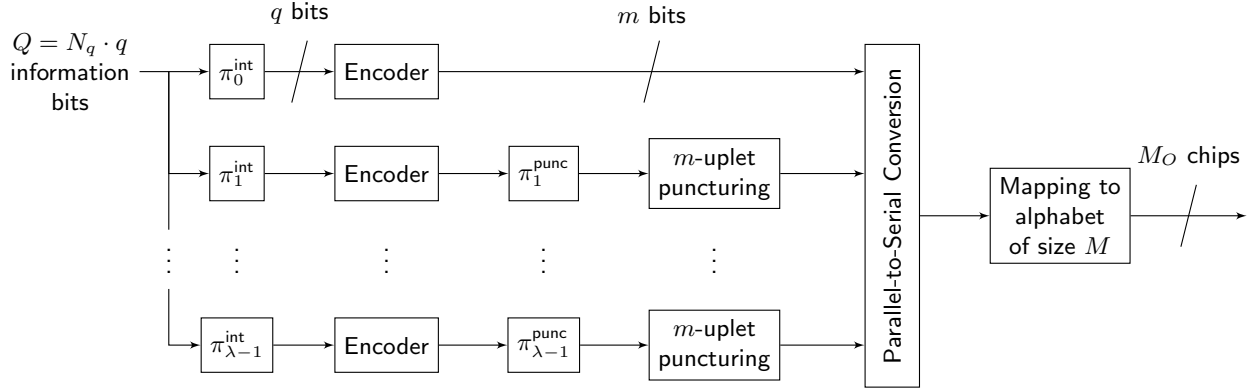 q bits
m bits
Q = N_q · q
information
bits
π_0^int
Encoder
π_1^int
Encoder
π_1^punc
m-uplet
puncturing
⋮ ⋮ ⋮ ⋮ ⋮
π_{λ−1}^int
Encoder
π_{λ−1}^punc
m-uplet
puncturing
Parallel-to-Serial Conversion
Mapping to
alphabet
of size M
M_O chips